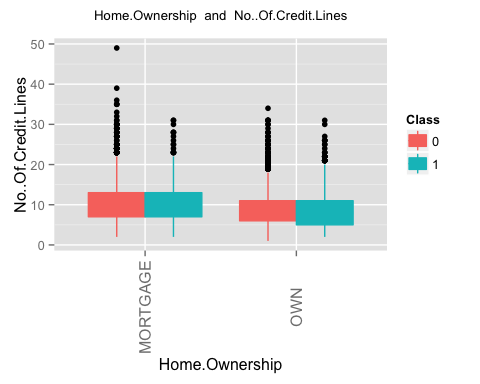 Home.Ownership and No..Of.Credit.Lines
No..Of.Credit.Lines
50
40
30
20
10
0
MORTGAGE
OWN
Home.Ownership
Class
0
1